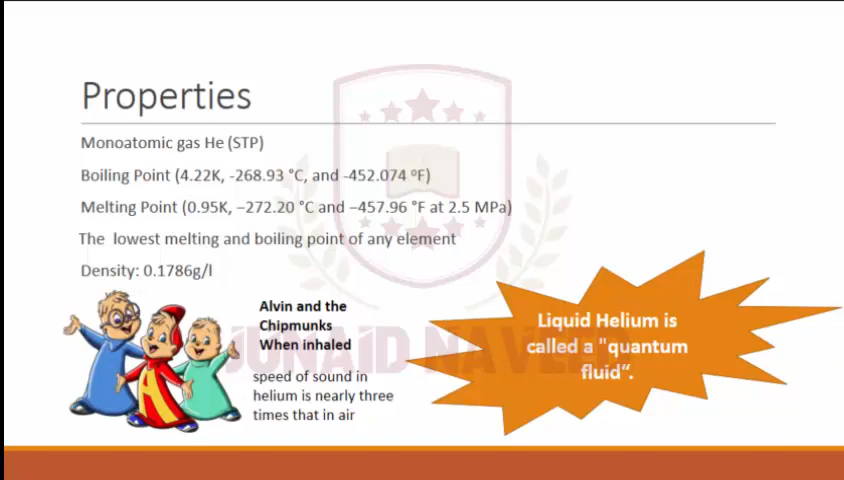 Properties
Monoatomic gas He (STP)
Boiling Point (4.22K, -268.93 °C, and -452.074 ºF)
Melting Point (0.95K, −272.20 °C and −457.96 °F at 2.5 MPa)
The lowest melting and boiling point of any element
Density: 0.1786g/l
Alvin and the
Chipmunks
When inhaled
speed of sound in
helium is nearly three
times that in air
Liquid Helium is
called a "quantum
fluid“.
A